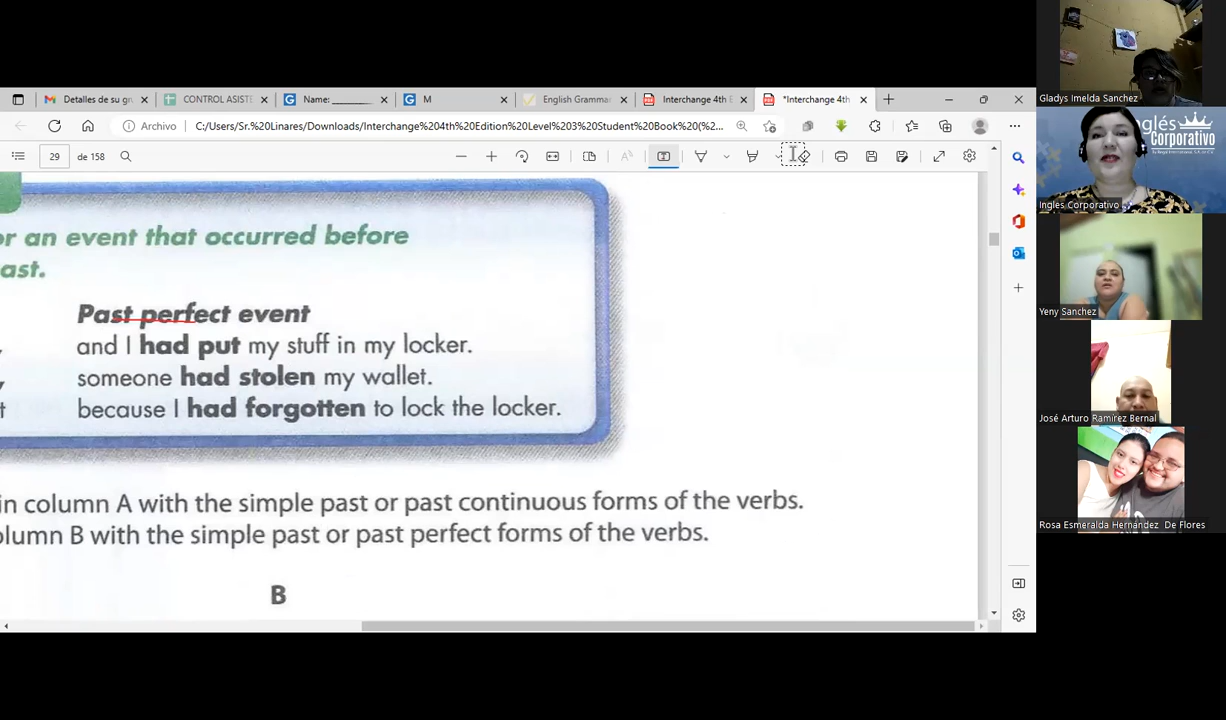 Detalles de su gr
CONTROL ASIST
Name: ________
M
English Gramma
Interchange 4th E
*Interchange 4th
Archivo
C:/Users/Sr.%20Linares/Downloads/Interchange%204th%20Edition%20Level%203%20Student%20Book%20(%2...
29
de 158
or an event that occurred before
ast.
Past perfect event
and I had put my stuff in my locker.
someone had stolen my wallet.
t because I had forgotten to lock the locker.
in column A with the simple past or past continuous forms of the verbs.
olumn B with the simple past or past perfect forms of the verbs.
B
Gladys Imelda Sanchez
Inglés
Corporativo
Ingles Corporativo
Yeny Sanchez
José Arturo Ramírez Bernal
Rosa Esmeralda Hernández De Flores